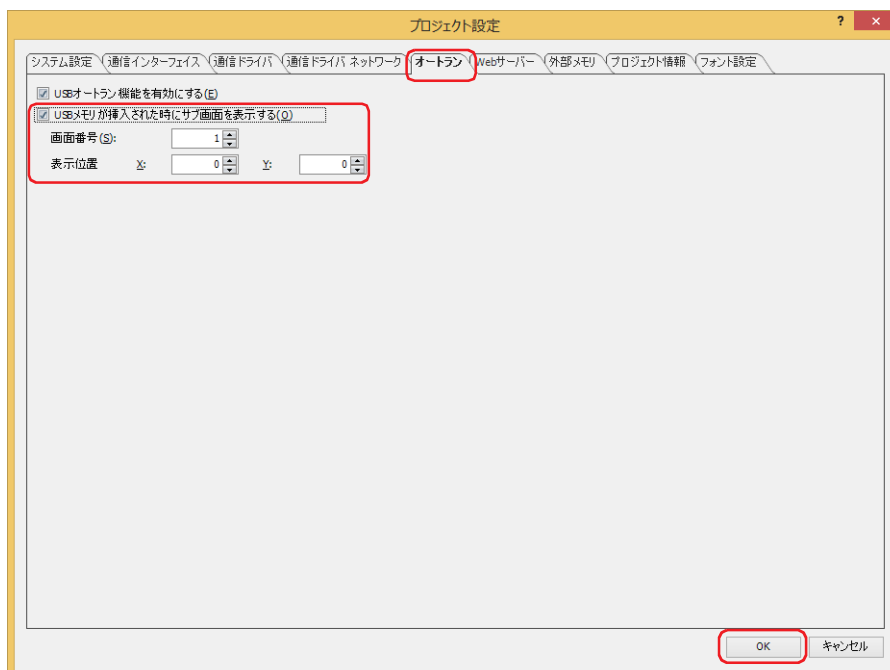 プロジェクト設定
? ×
システム設定 通信インターフェイス 通信ドライバ 通信ドライバ ネットワーク オートラン Webサーバー 外部メモリ プロジェクト情報 フォント設定
USBオートラン機能を有効にする(E)
USBメモリが挿入された時にサブ画面を表示する(O)
画面番号(S): 1
表示位置 X: 0 Y: 0
OK キャンセル